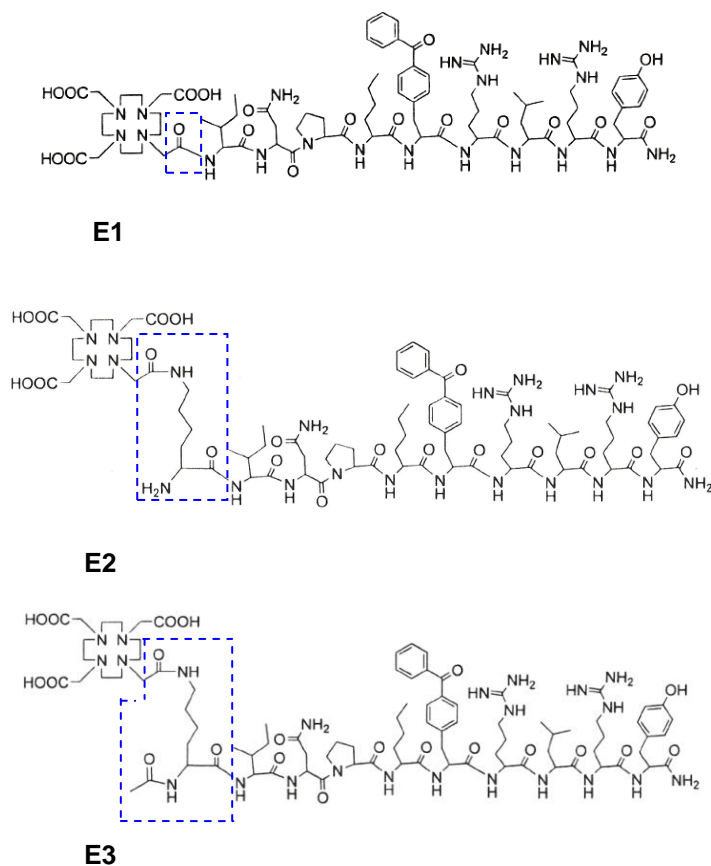 O NH2 NH2 OH
HN NH HN NH
HOOC COOH NH2
N N O O O O O O
HOOC N N O O N N H N H N H NH2
N H N H O N H N H
E1
HOOC COOH
N N O NH2 NH2 OH
N N O NH HN NH HN NH
HOOC
NH2
O O O O O O O
H2N N H N H O N N H N H N H N H N H N H NH2
E2
HOOC COOH
N N O O NH2 NH2 OH
HOOC N N NH HN NH HN NH
NH2
O O O O O O O O
N H N H N H O N N H N H N H N H N H N H NH2
E3